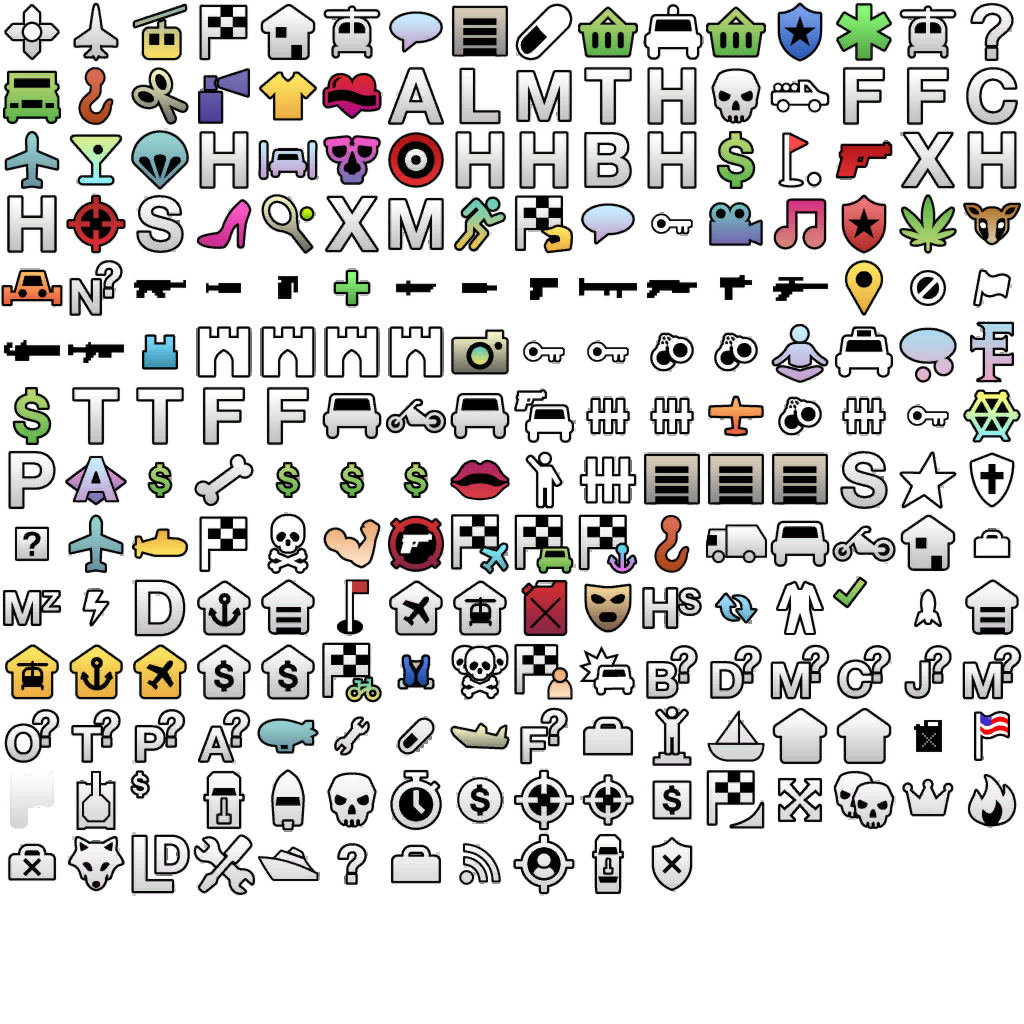 ?
A L M T H F F C
H H H B H $ X H
H S X M
N?
F
$ T T F F
P A $ $ $ $ S
?
MZ D HS
$ $ B? D? M? C? J? M?
O? T? P? A? F?
$ $ $
LD ?